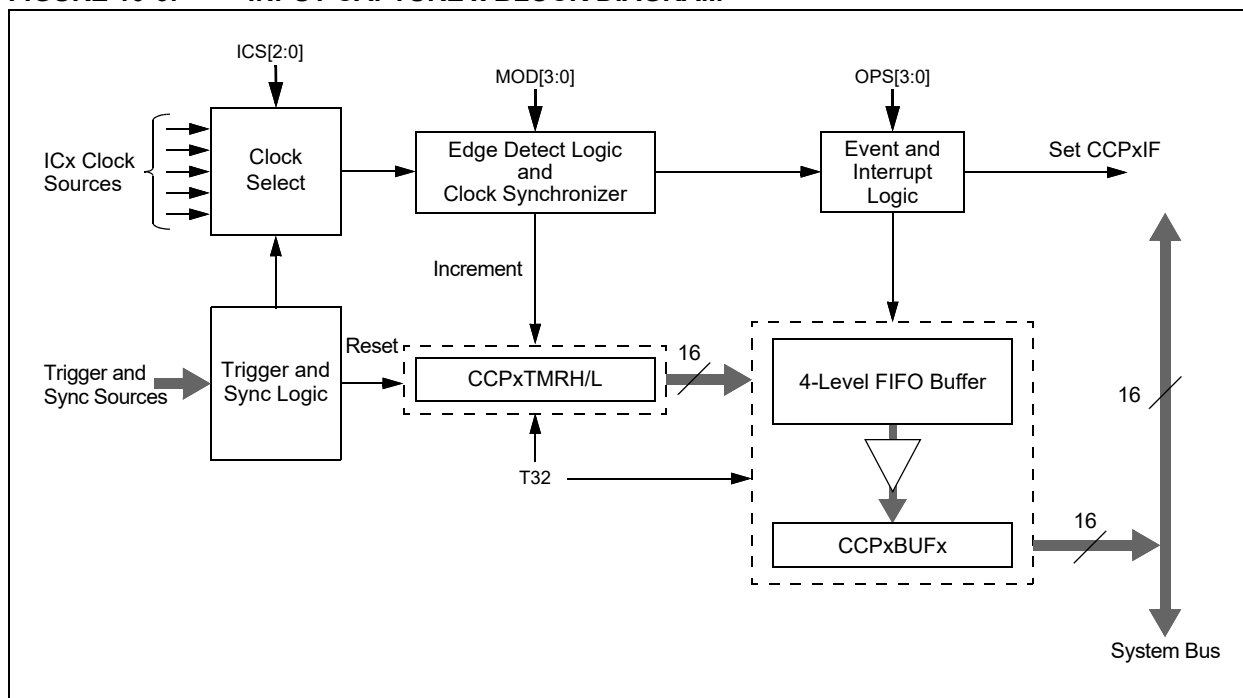 ICS[2:0]
MOD[3:0]
OPS[3:0]
ICx Clock
Sources
Clock
Select
Edge Detect Logic
and
Clock Synchronizer
Event and
Interrupt
Logic
Set CCPxIF
Increment
Trigger and
Sync Sources
Trigger and
Sync Logic
Reset
CCPxTMRH/L
16
4-Level FIFO Buffer
16
T32
CCPxBUFx
16
System Bus